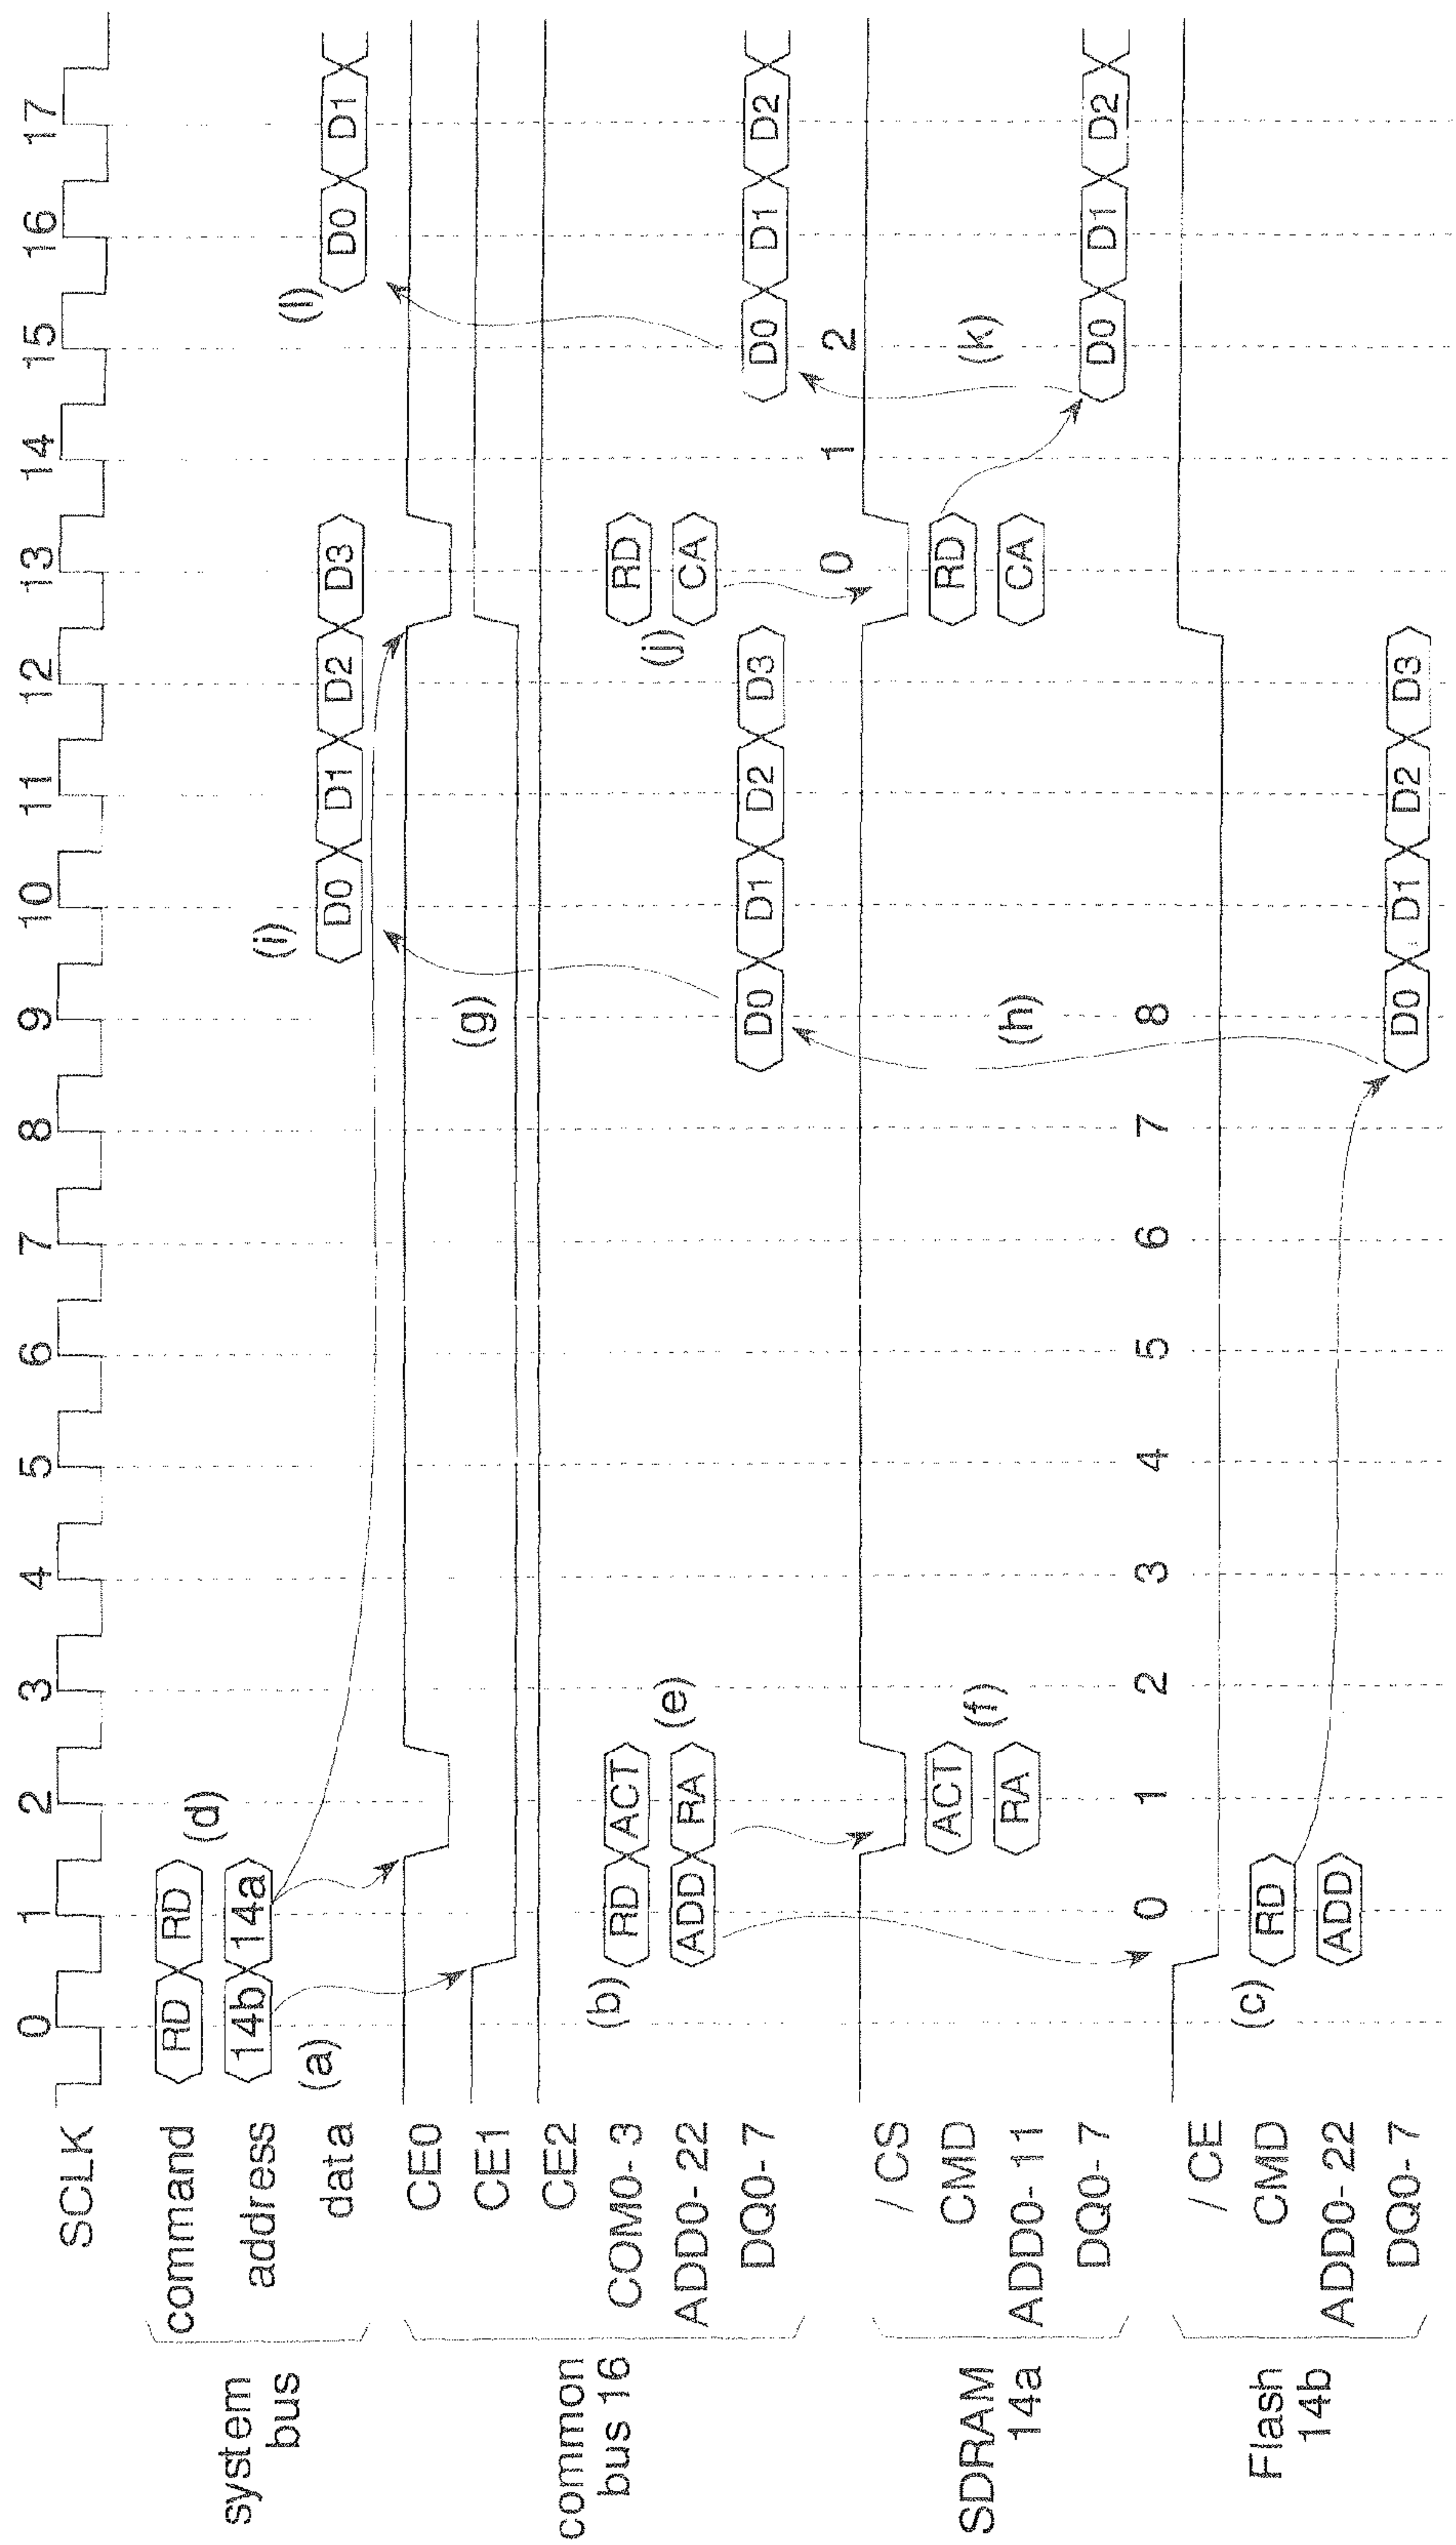 SCLK 0 1 2 3 4 5 6 7 8 9 10 11 12 13 14 15 16 17
system bus
command RD RD
address 14b 14a
(a) (d)
data D0 D1 D2 D3 D0 D1
(i) (l)
common bus 16
CE0
CE1
(g)
CE2
COM0-3 RD ACT RD
(b) (e) (j)
ADD0-22 ADD RA CA
DQ0-7 D0 D1 D2 D3 D0 D1 D2
0 1 2
SDRAM 14a
/CS
CMD ACT RD
(f) (h) (k)
ADD0-11 RA CA
DQ0-7 D0 D1 D2
0 1 2 3 4 5 6 7 8
Flash 14b
/CE
(c)
CMD RD
ADD0-22 ADD
DQ0-7 D0 D1 D2 D3